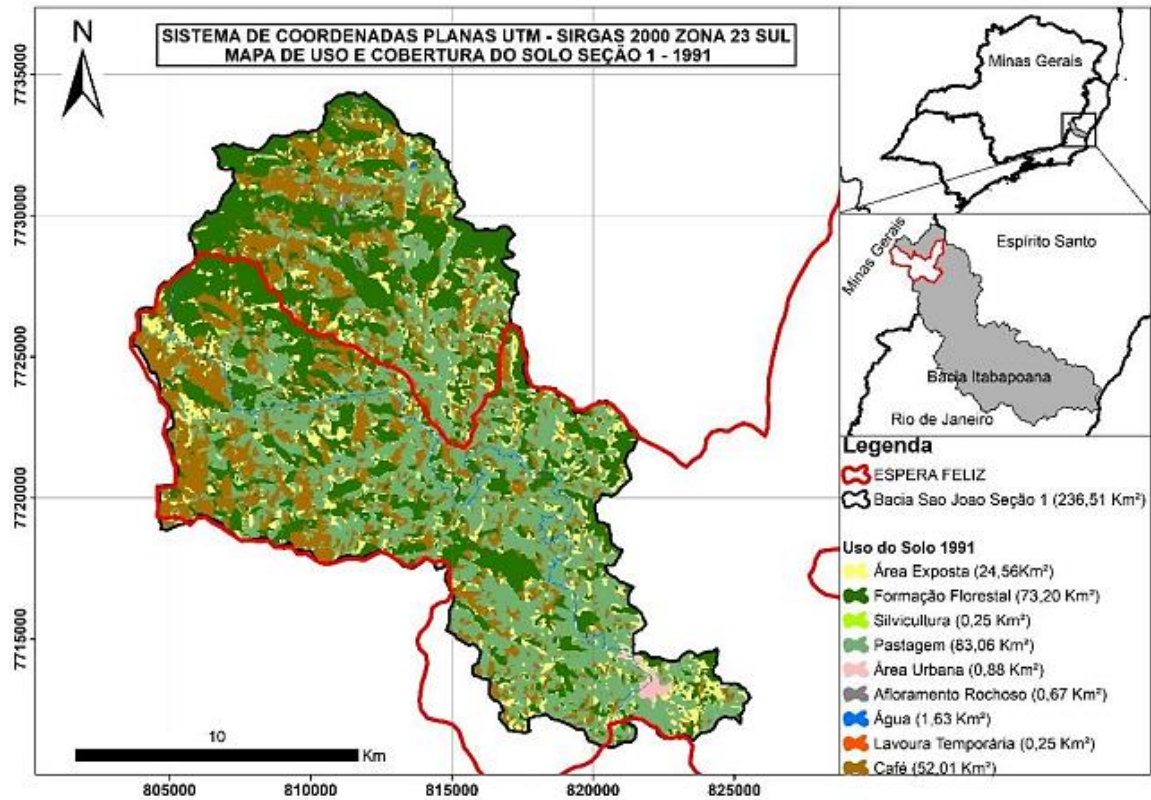 SISTEMA DE COORDENADAS PLANAS UTM - SIRGAS 2000 ZONA 23 SUL
MAPA DE USO E COBERTURA DO SOLO SEÇÃO 1 - 1991
N
7735000
7730000
7725000
7720000
7715000
10
Km
805000
810000
815000
820000
825000
Minas Gerais
Minas Gerais
Espírito Santo
Bacia Itabapoana
Rio de Janeiro
Legenda
ESPERA FELIZ
Bacia Sao Joao Seção 1 (236,51 Km²)
Uso do Solo 1991
Área Exposta (24,56Km²)
Formação Florestal (73,20 Km²)
Silvicultura (0,25 Km²)
Pastagem (83,06 Km²)
Área Urbana (0,88 Km²)
Afloramento Rochoso (0,67 Km²)
Água (1,63 Km²)
Lavoura Temporária (0,25 Km²)
Café (52,01 Km²)